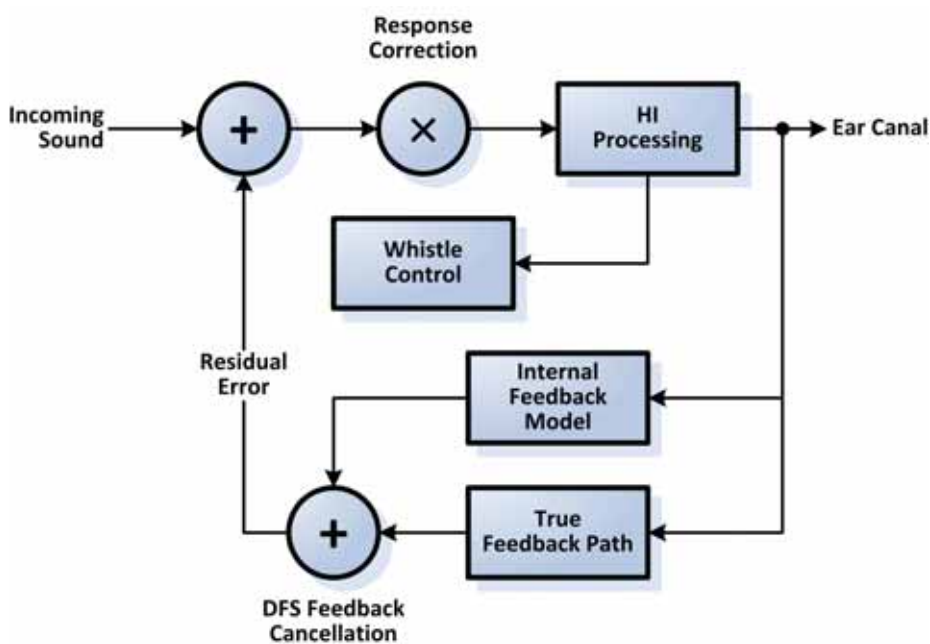 Response
Correction
Incoming
Sound
+
×
HI
Processing
Ear Canal
Whistle
Control
Residual
Error
Internal
Feedback
Model
+
True
Feedback Path
DFS Feedback
Cancellation